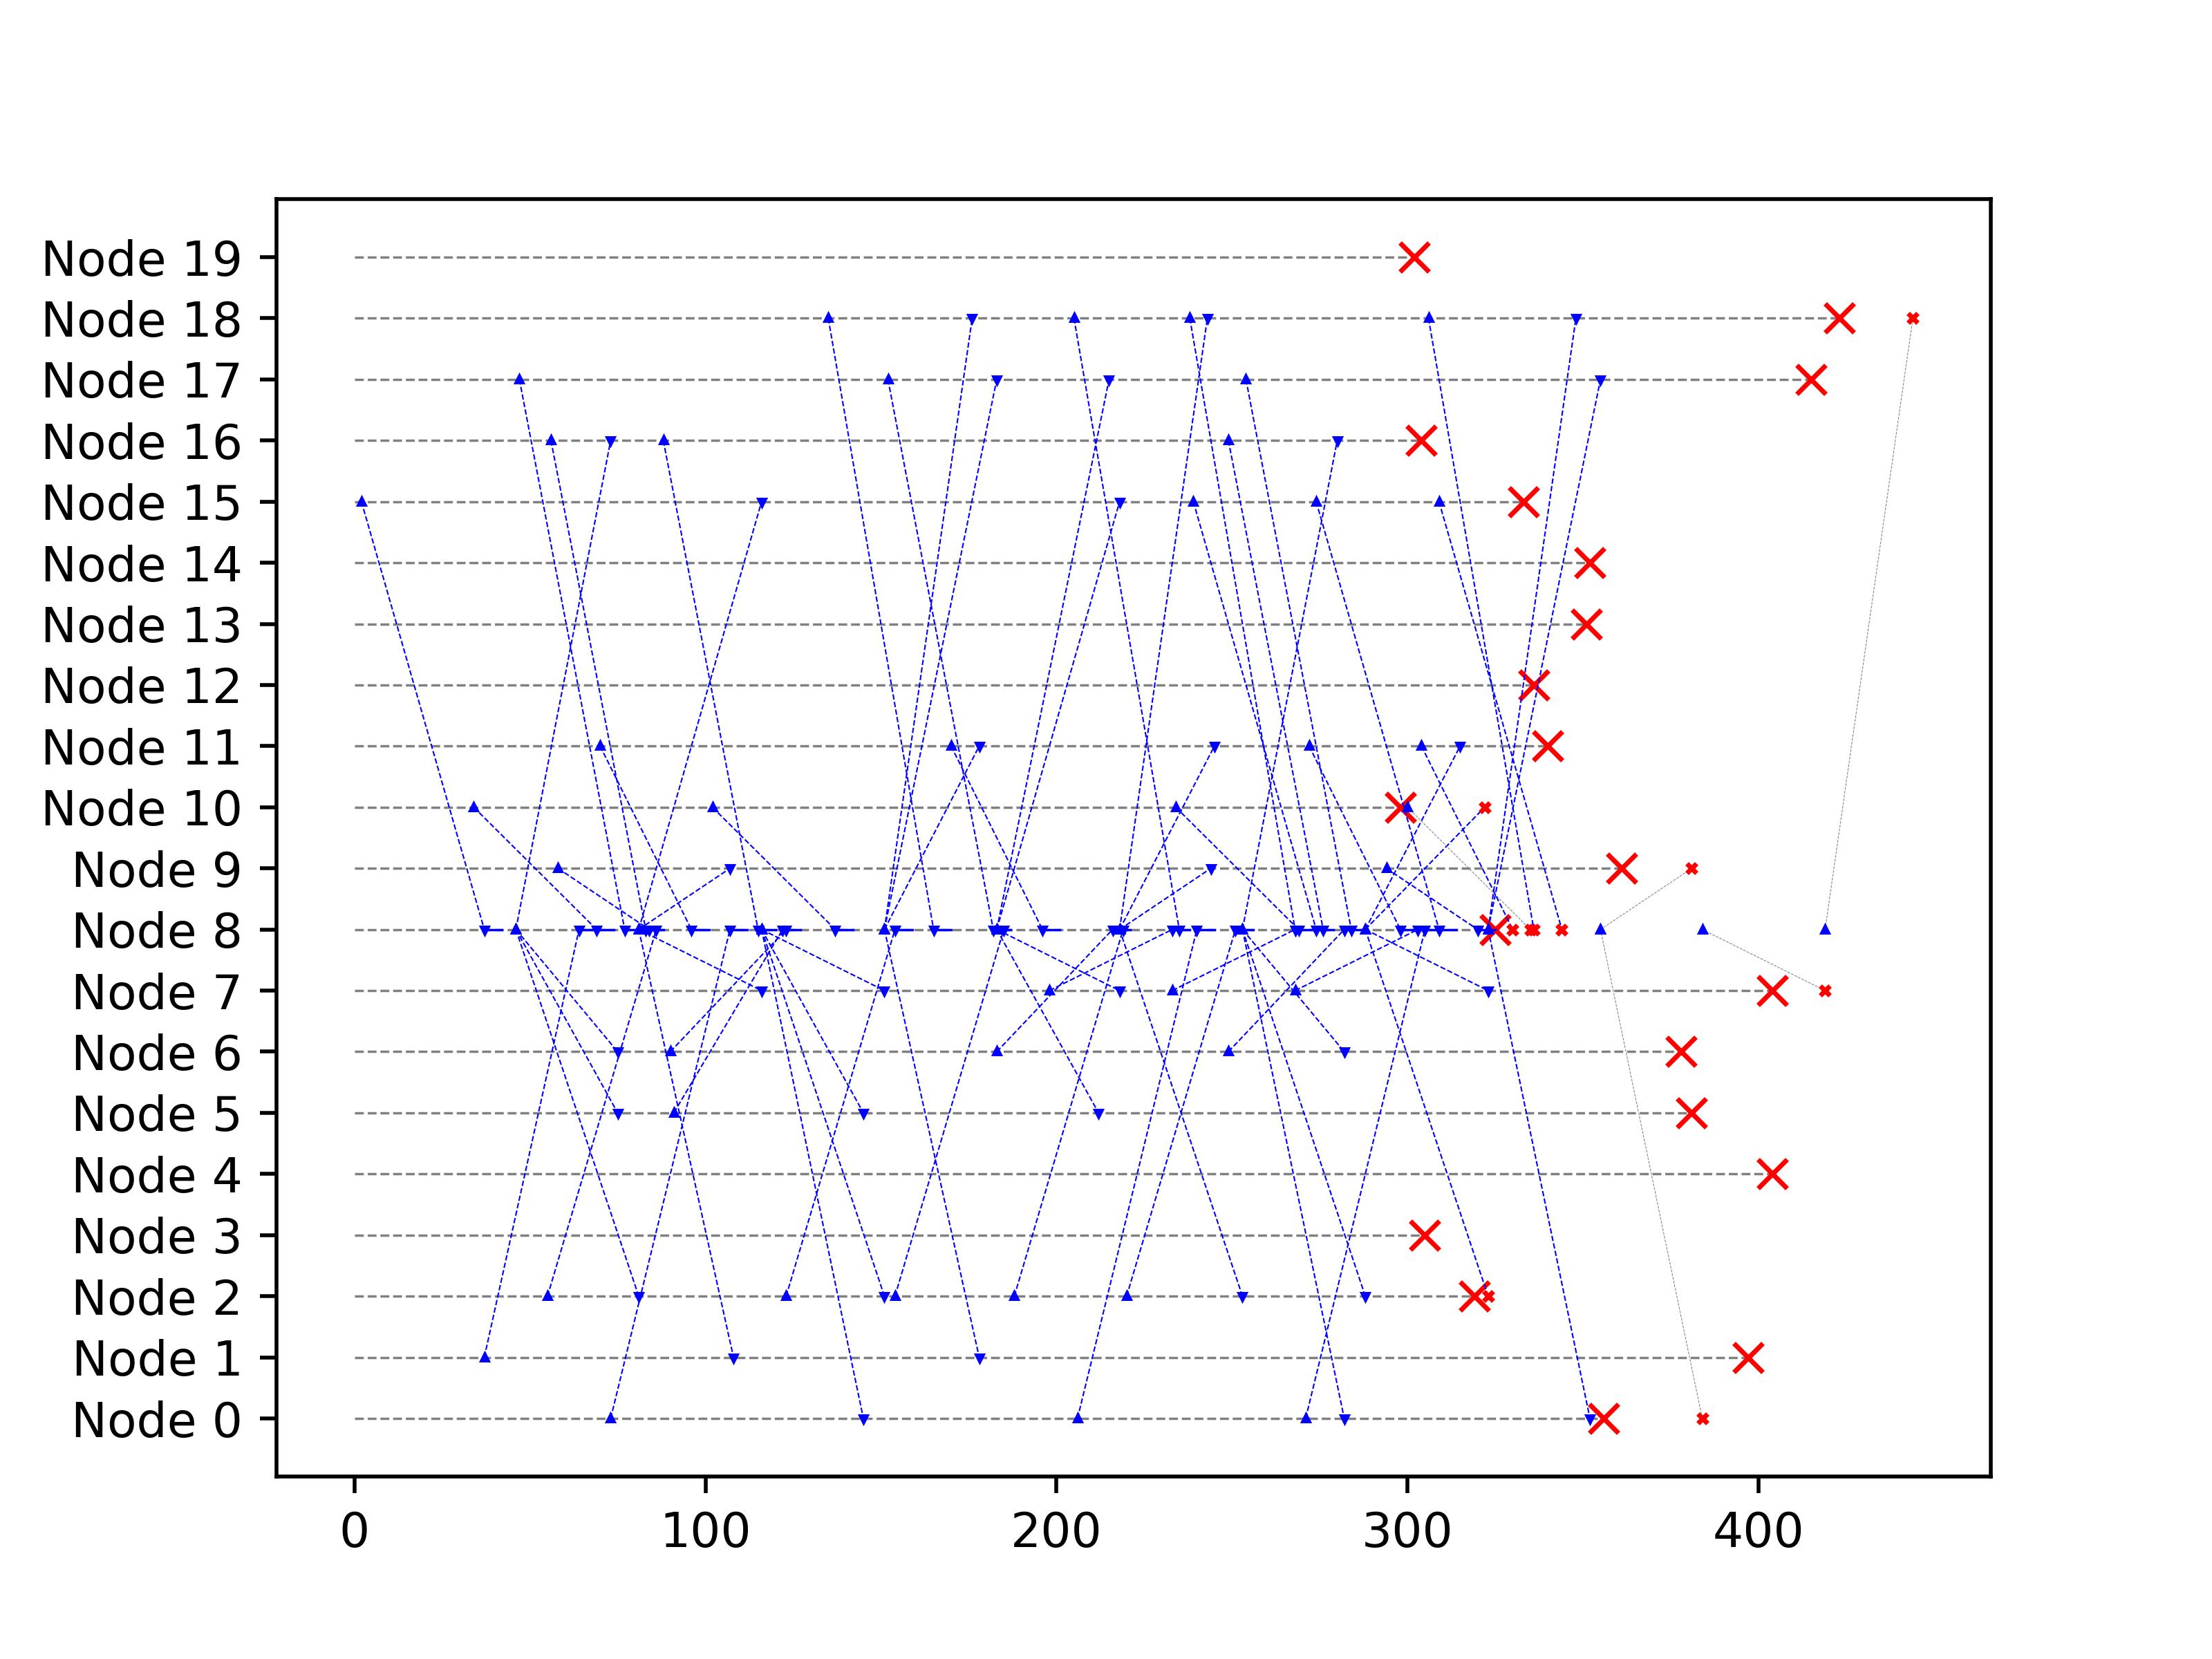 Node 19
Node 18
Node 17
Node 16
Node 15
Node 14
Node 13
Node 12
Node 11
Node 10
Node 9
Node 8
Node 7
Node 6
Node 5
Node 4
Node 3
Node 2
Node 1
Node 0
0 100 200 300 400